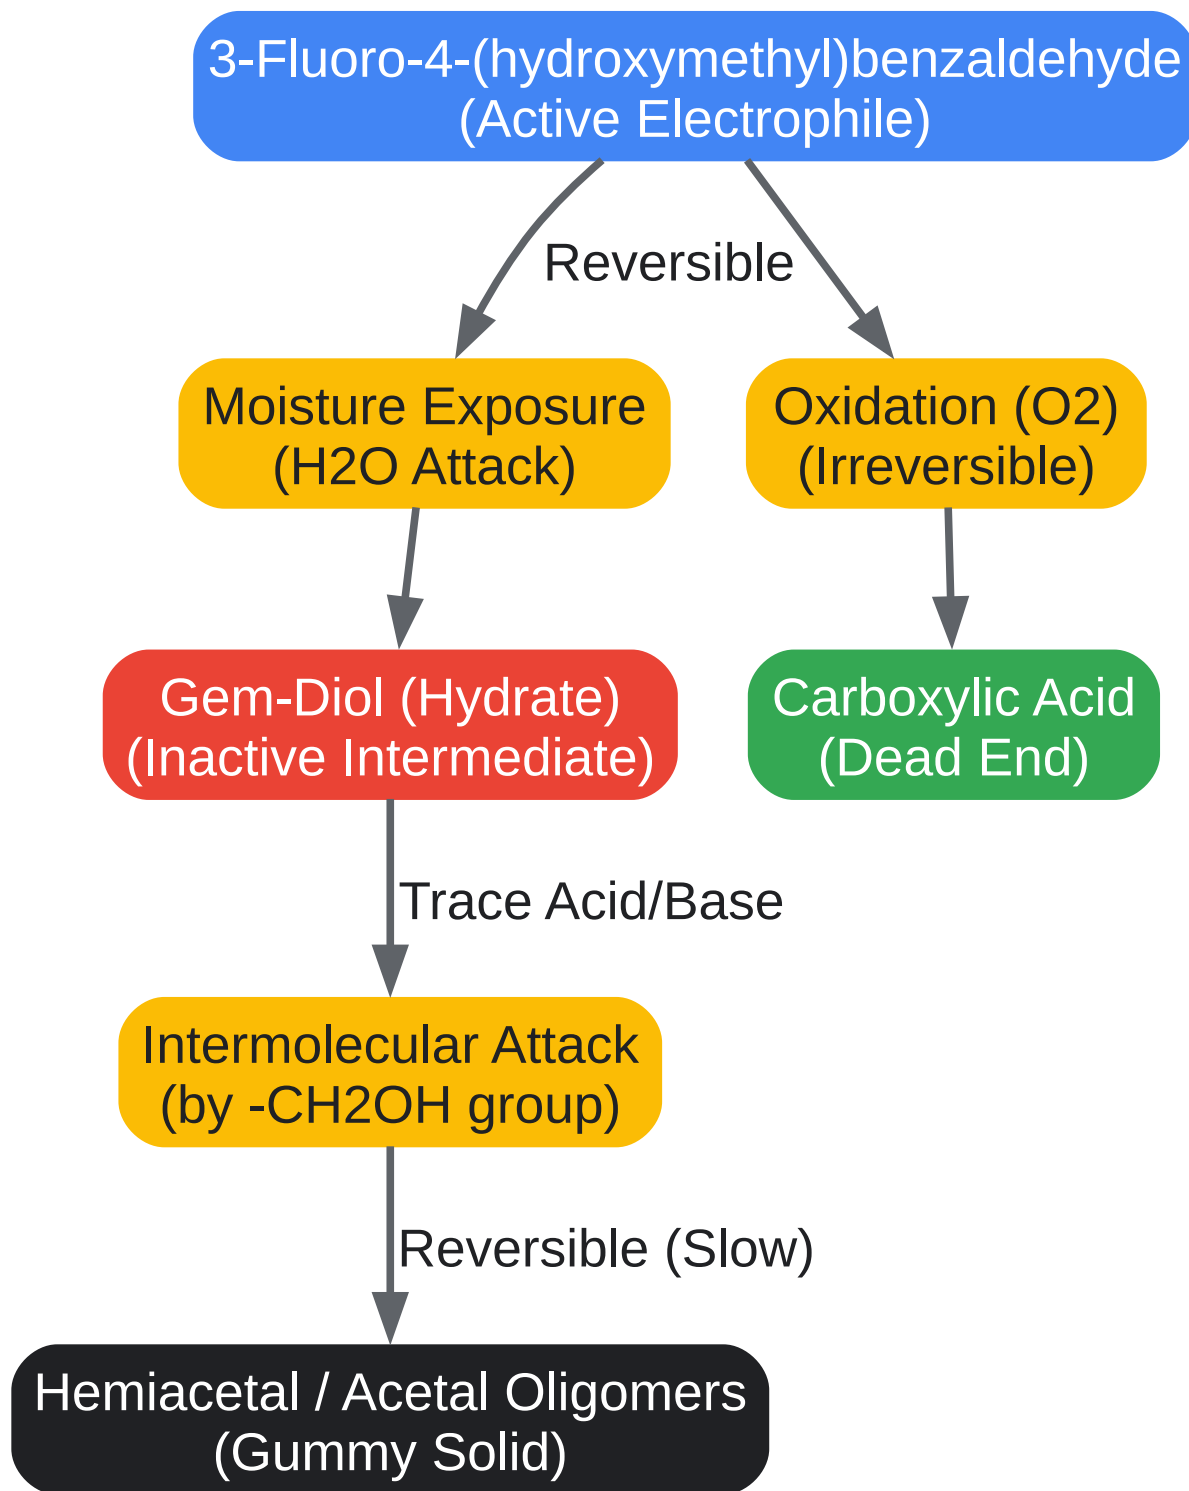 3-Fluoro-4-(hydroxymethyl)benzaldehyde
(Active Electrophile)
Reversible
Moisture Exposure
(H2O Attack)
Oxidation (O2)
(Irreversible)
Gem-Diol (Hydrate)
(Inactive Intermediate)
Carboxylic Acid
(Dead End)
Trace Acid/Base
Intermolecular Attack
(by -CH2OH group)
Reversible (Slow)
Hemiacetal / Acetal Oligomers
(Gummy Solid)